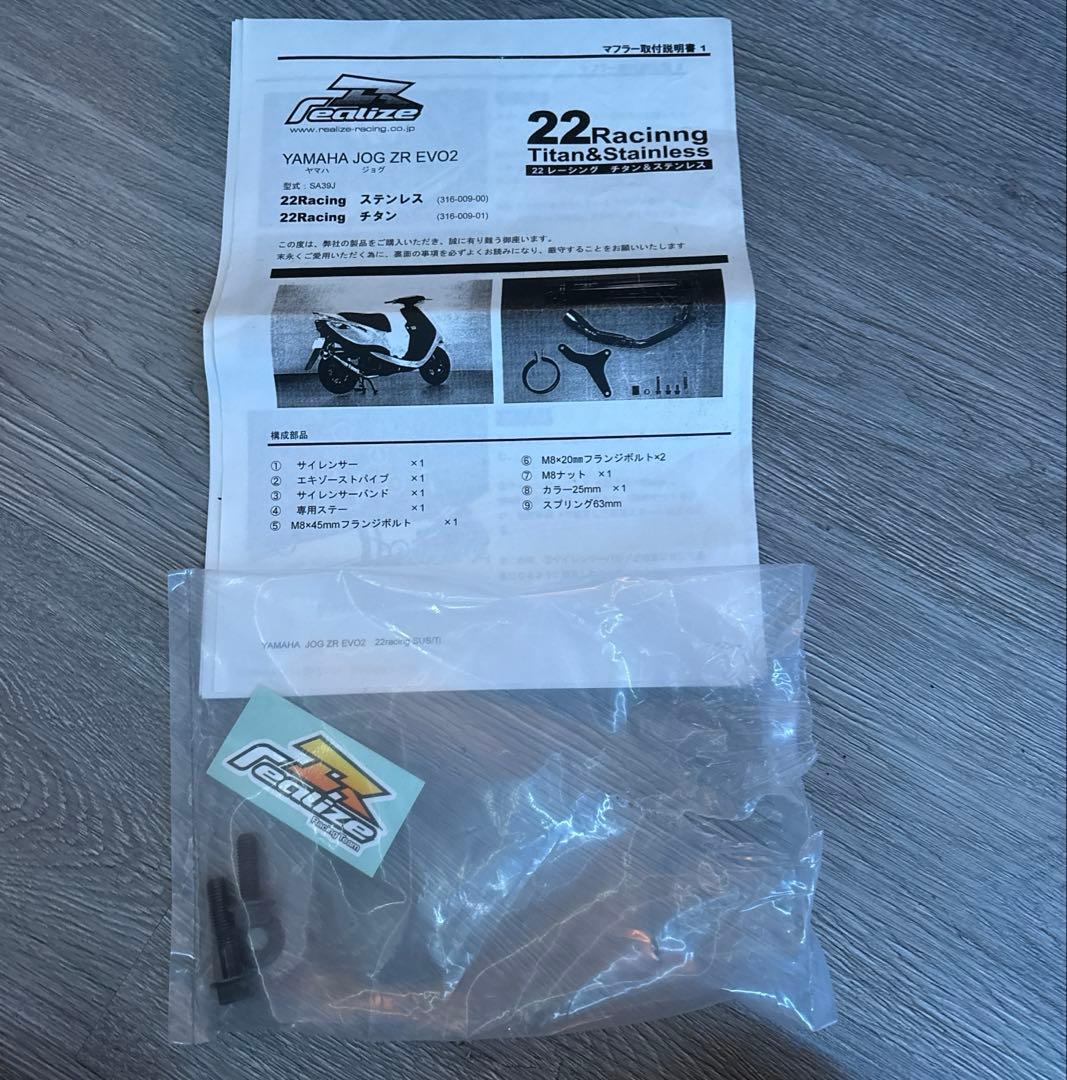 マフラー取付説明書 1
realize
www.realize-racing.co.jp
22Racinng
Titan&Stainless
22 レーシング チタン＆ステンレス
YAMAHA JOG ZR EVO2
ヤマハ ジョグ
型式：SA39J
22Racing ステンレス (316-009-00)
22Racing チタン (316-009-01)
この度は、弊社の製品をご購入いただき、誠に有り難う御座います。
末永くご愛用いただく為に、裏面の事項を必ずよくお読みになり、厳守することをお願いいたします
構成部品
① サイレンサー ×1
② エキゾーストパイプ ×1
③ サイレンサーバンド ×1
④ 専用ステー ×1
⑤ M8×45mmフランジボルト ×1
⑥ M8×20㎜フランジボルト×2
⑦ M8ナット ×1
⑧ カラー25mm ×1
⑨ スプリング63mm
YAMAHA JOG ZR EVO2 22racing SUS/Ti
realize
Racing Team